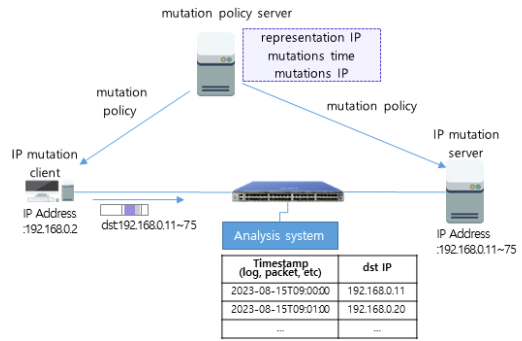 mutation policy server
representation IP
mutations time
mutations IP
mutation
policy
mutation policy
IP mutation
client
IP mutation
server
IP Address
:192.168.0.2
dst:192.168.0.11~75
IP Address
:192.168.0.11~75
Analysis system
Timestamp
(log, packet, etc)
dst IP
2023-08-15T09:00:00
192.168.0.11
2023-08-15T09:01:00
192.168.0.20
...
...